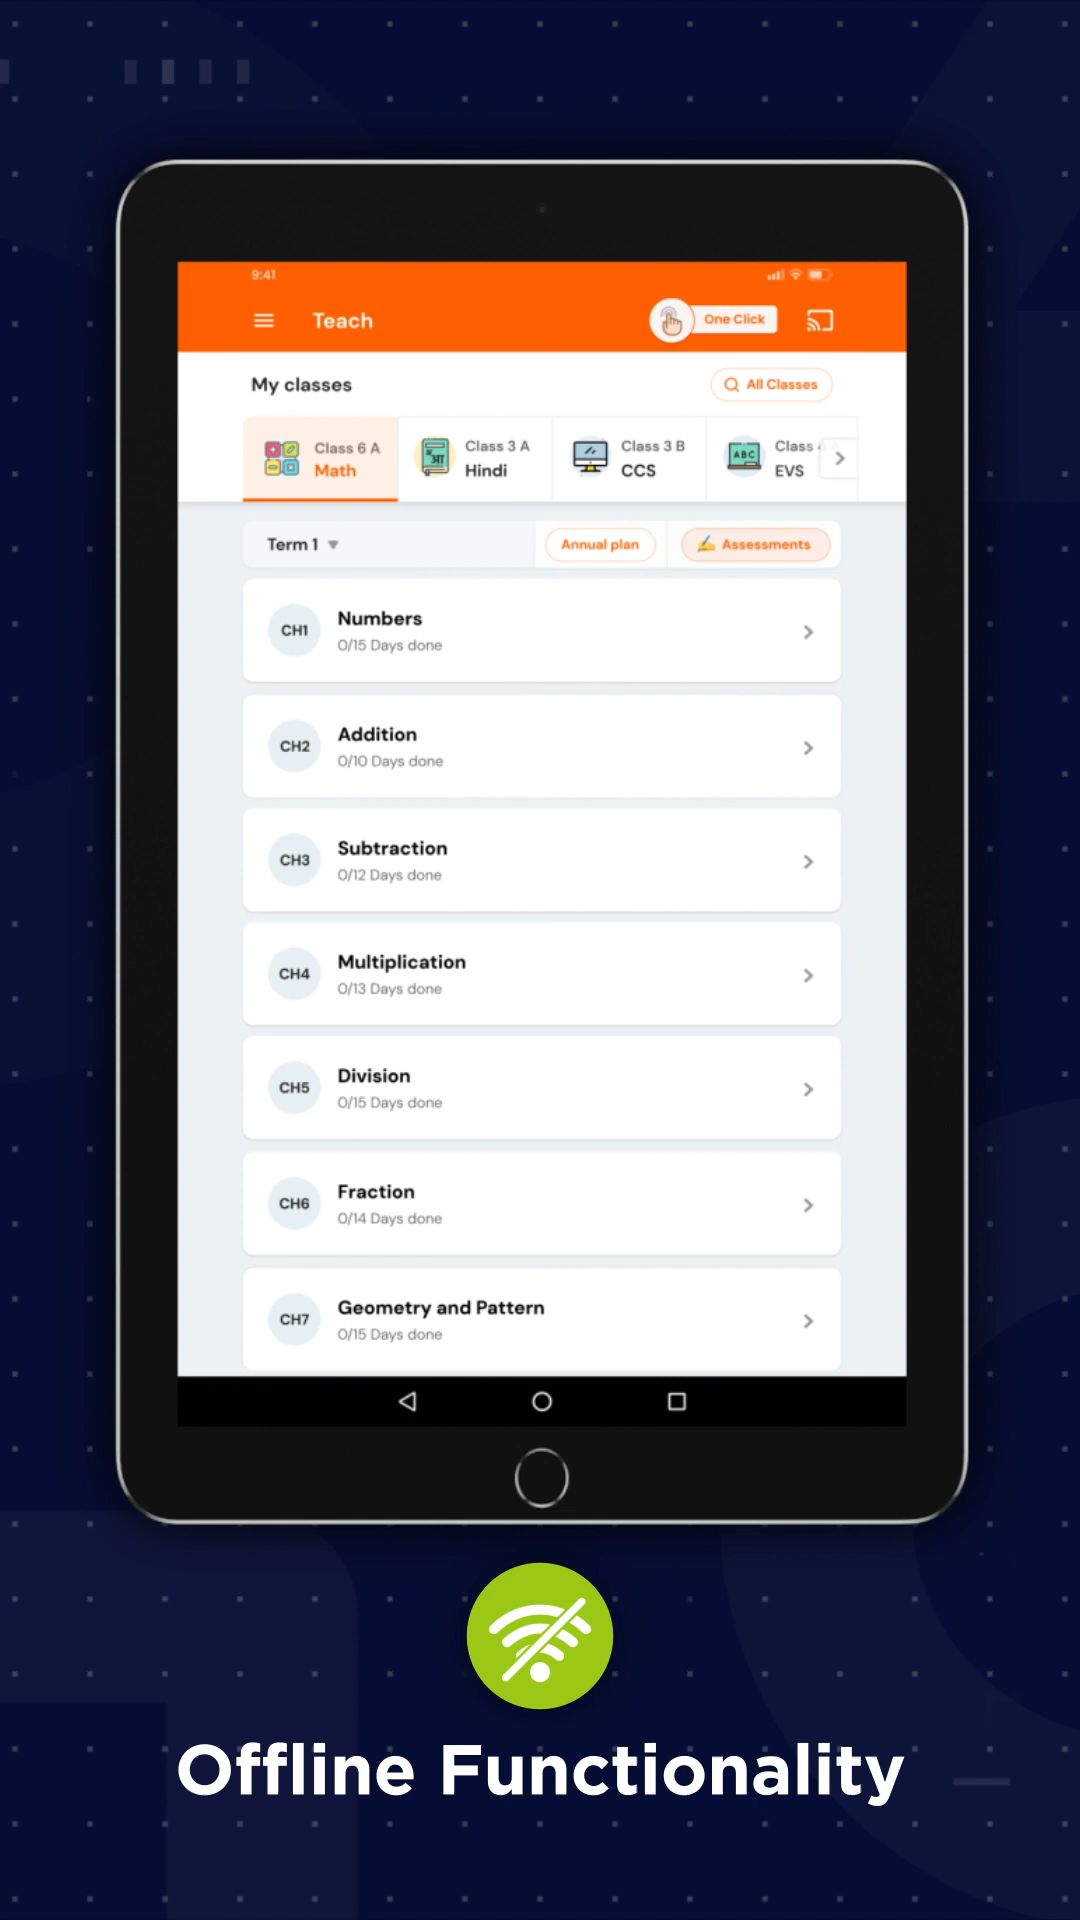 9:41
Teach
One Click
My classes
All Classes
Class 6 A
Math
Class 3 A
Hindi
Class 3 B
CCS
ABC
Class
EVS
Term 1
Annual plan
Assessments
CH1
Numbers
0/15 Days done
CH2
Addition
0/10 Days done
CH3
Subtraction
0/12 Days done
CH4
Multiplication
0/13 Days done
CH5
Division
0/15 Days done
CH6
Fraction
0/14 Days done
CH7
Geometry and Pattern
0/15 Days done
Offline Functionality